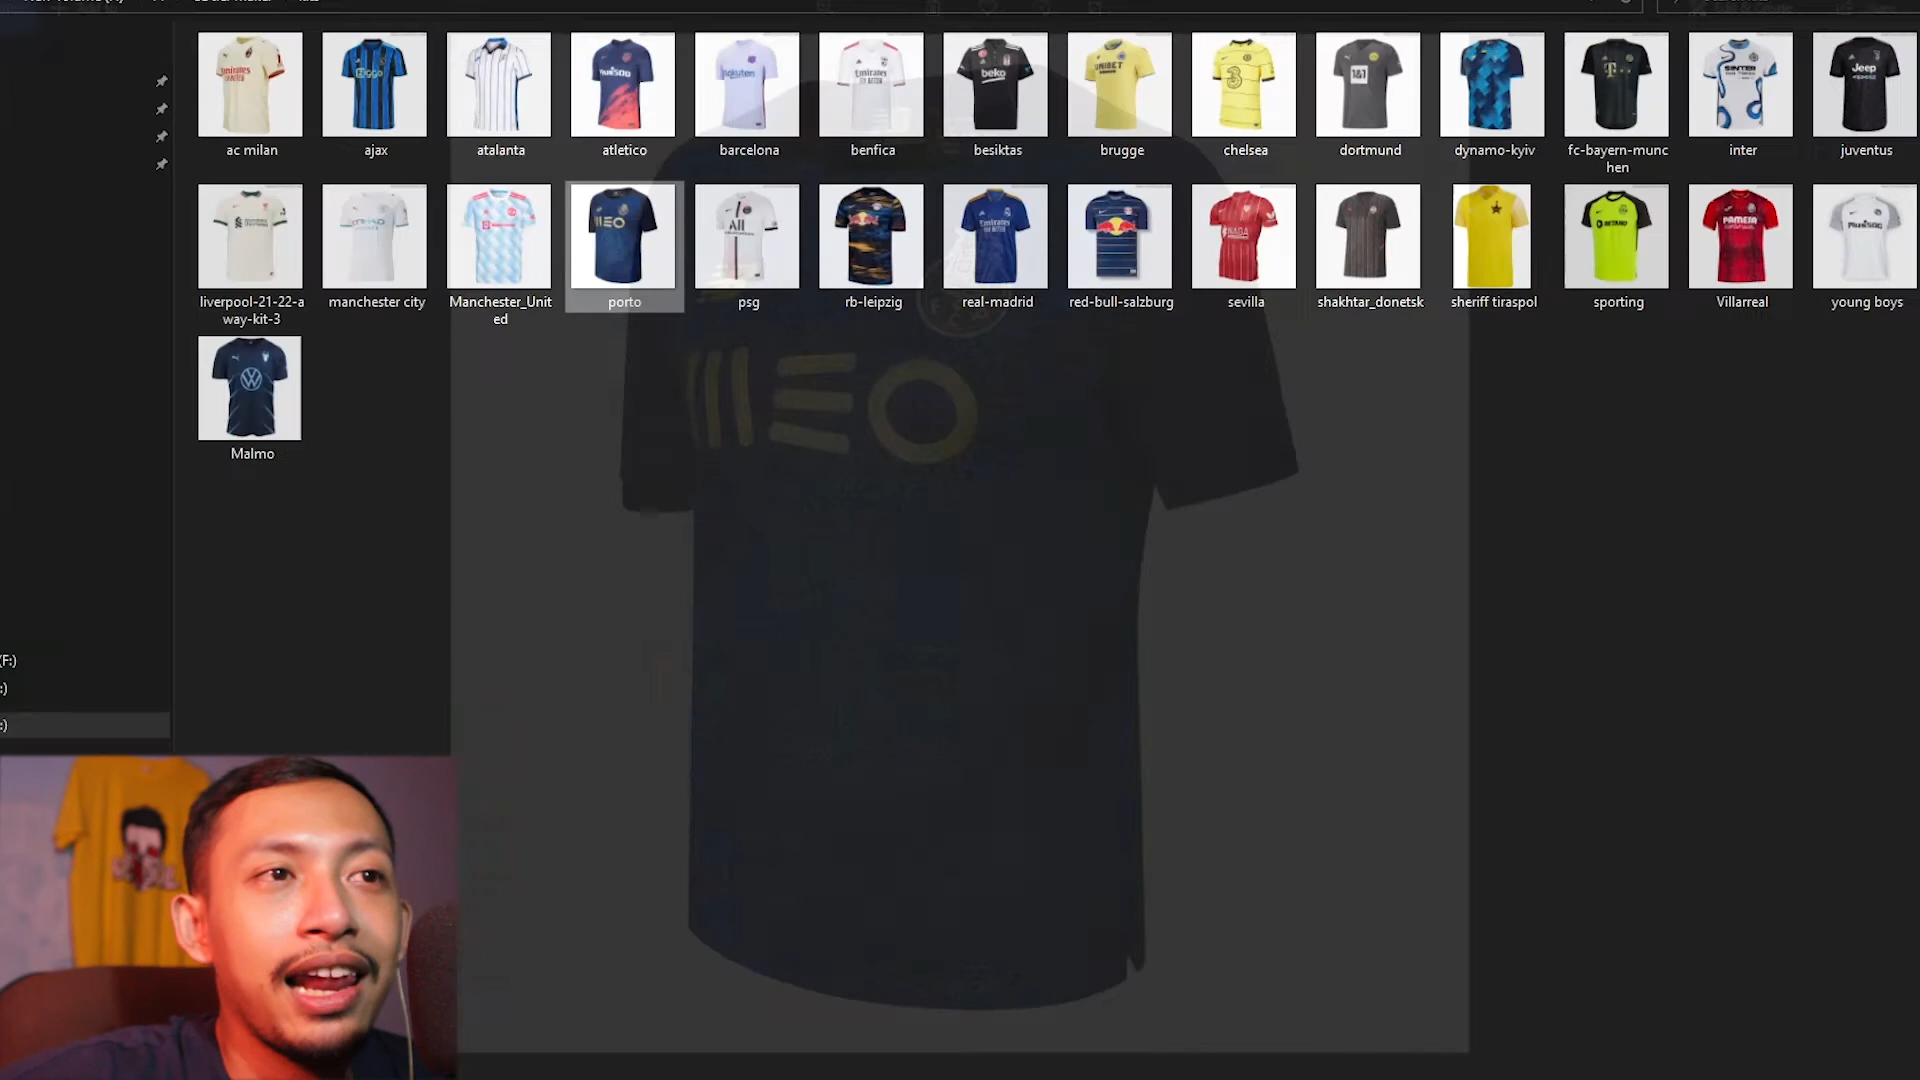 ac milan
ajax
atalanta
atletico
barcelona
benfica
besiktas
brugge
chelsea
dortmund
dynamo-kyiv
fc-bayern-munc
hen
inter
juventus
liverpool-21-22-a
way-kit-3
manchester city
Manchester_Unit
ed
porto
psg
rb-leipzig
real-madrid
red-bull-salzburg
sevilla
shakhtar_donetsk
sheriff tiraspol
sporting
Villarreal
young boys
Malmo
MEO
(F:)
:)
:)